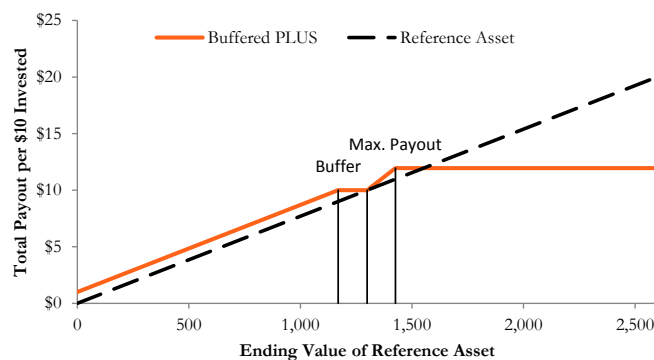 $25
Buffered PLUS
Reference Asset
$20
$15
Max. Payout
Buffer
$10
$5
$0
Total Payout per $10 Invested
0
500
1,000
1,500
2,000
2,500
Ending Value of Reference Asset